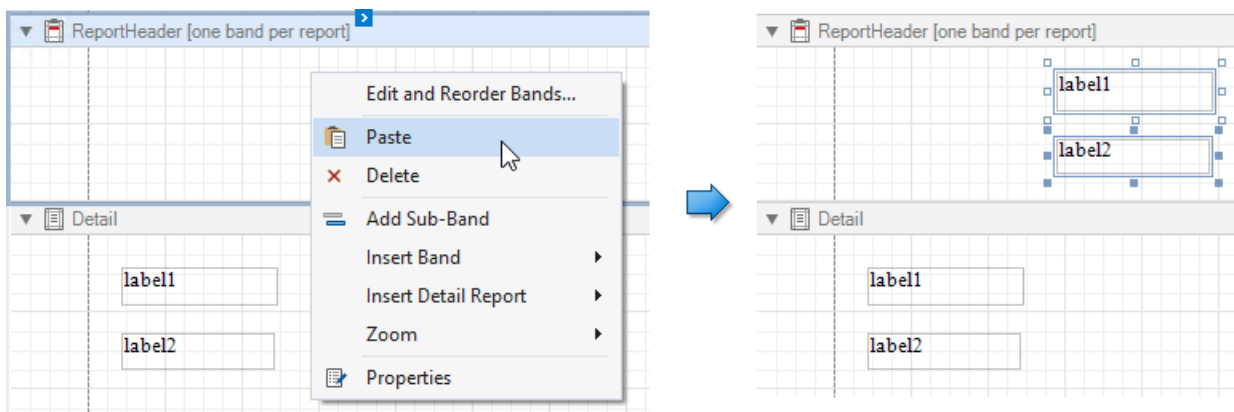 ReportHeader [one band per report]
Edit and Reorder Bands...
Paste
Delete
Add Sub-Band
Insert Band
Insert Detail Report
Zoom
Properties
Detail
label1
label2
ReportHeader [one band per report]
label1
label2
Detail
label1
label2